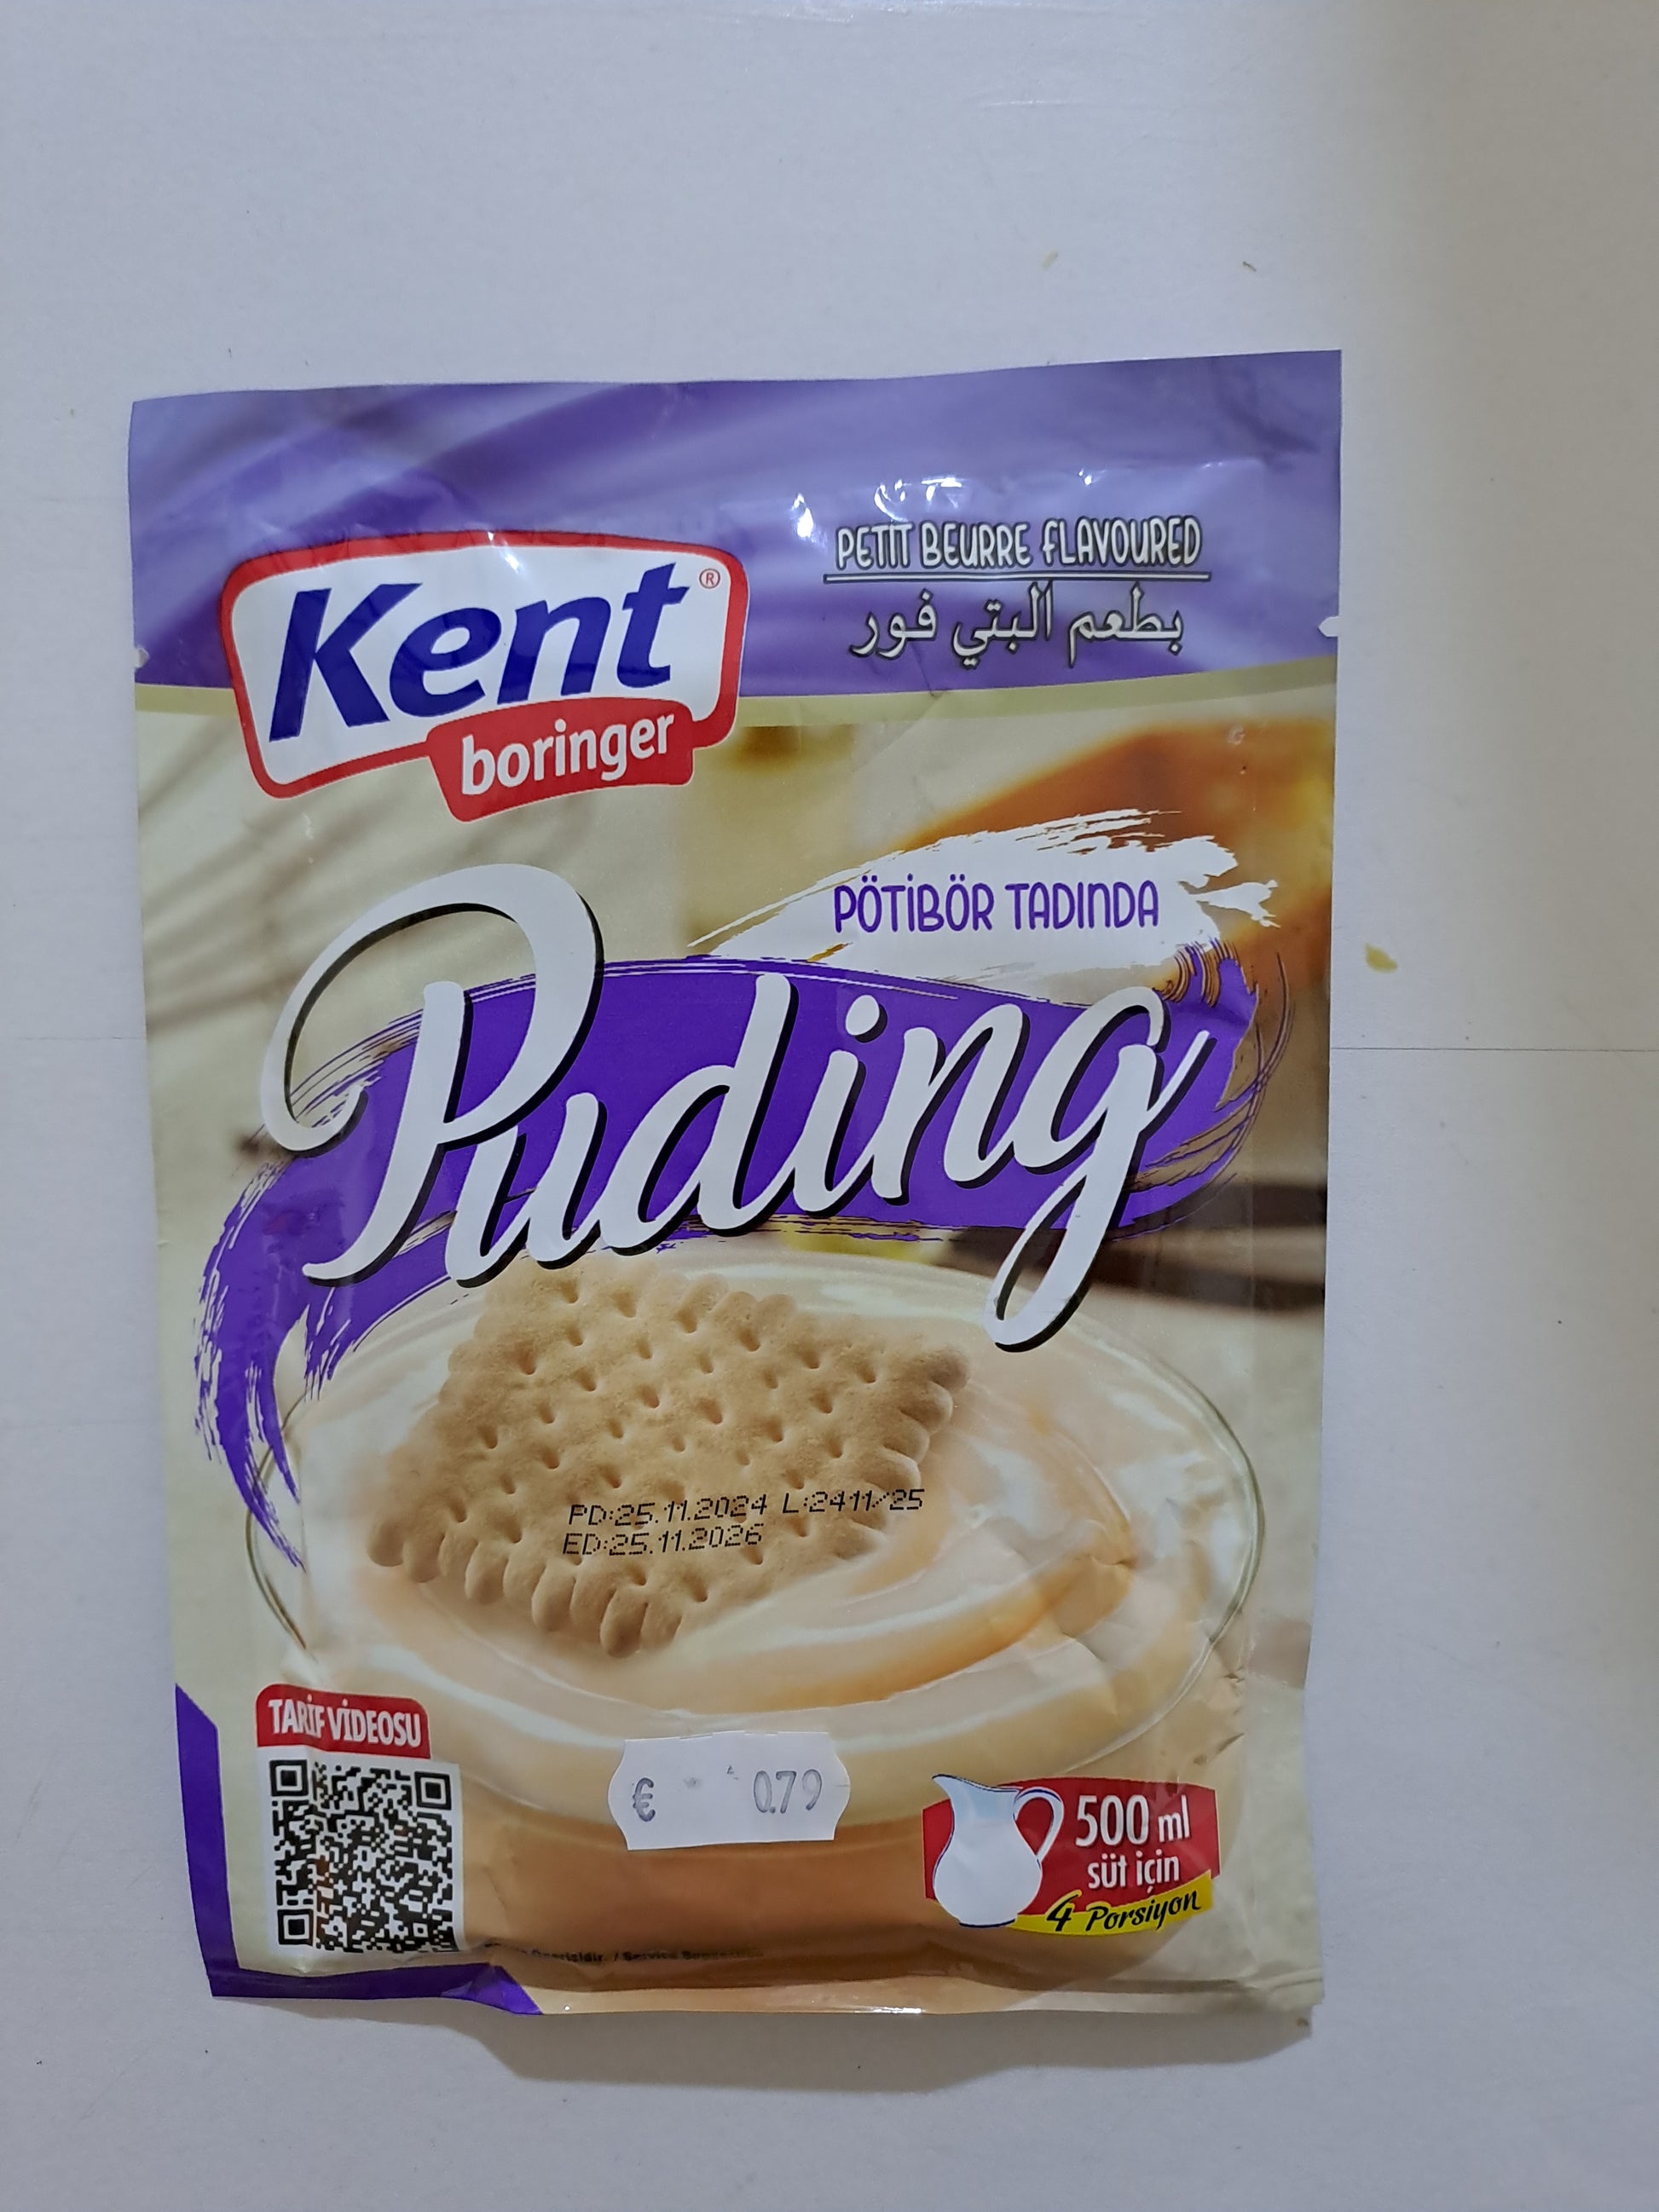 PETIT BEURRE FLAVOURED
بطعم البتي فور
Kent®
boringer
PÖTİBÖR TADINDA
Puding
PD:25.11.2024 L:2411/25
ED:25.11.2026
TARİF VİDEOSU
€ 0.79
500 ml
süt için
4 Porsiyon
/ Service